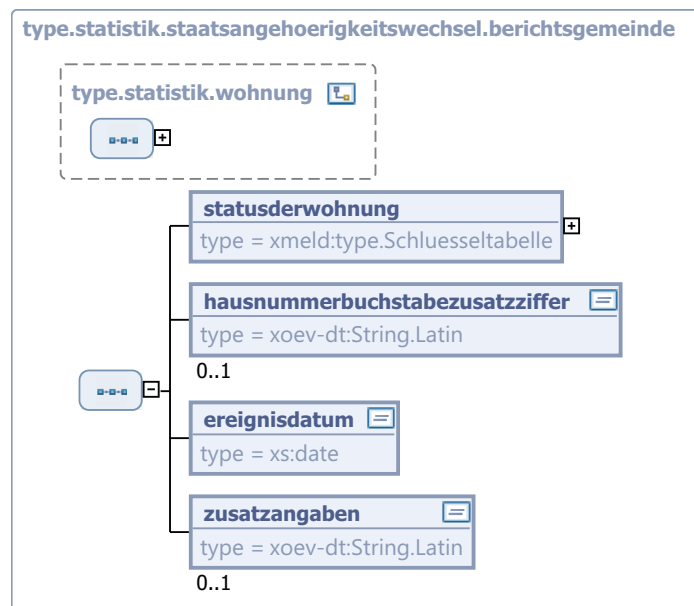 type.statistik.staatsangehoerigkeitswechsel.berichtsgemeinde
type.statistik.wohnung
statusderwohnung
type = xmeld:type.Schluesseltabelle
hausnummerbuchstabezusatzziffer
type = xoev-dt:String.Latin
0..1
ereignisdatum
type = xs:date
zusatzangaben
type = xoev-dt:String.Latin
0..1